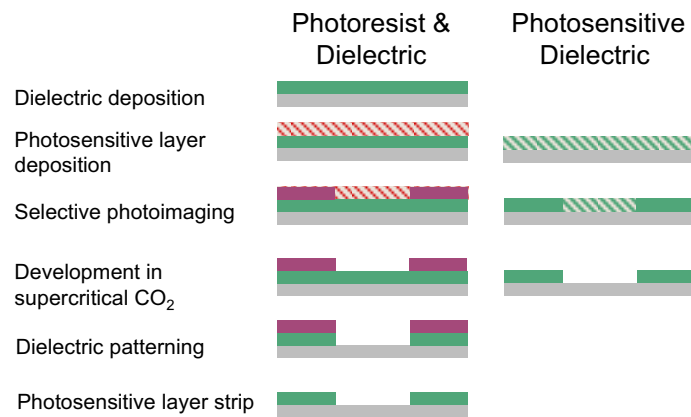 Photoresist &
Dielectric
Photosensitive
Dielectric
Dielectric deposition
Photosensitive layer
deposition
Selective photoimaging
Development in
supercritical CO₂
Dielectric patterning
Photosensitive layer strip